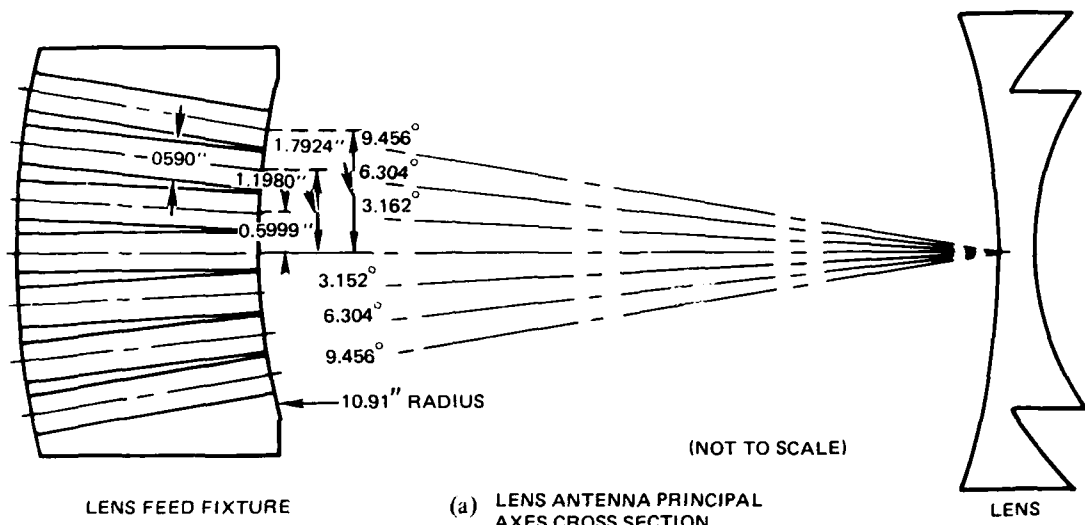 9.456°
1.7924"
0590"
6.304°
1.1980"
3.162°
0.5999"
3.152°
6.304°
9.456°
10.91" RADIUS
(NOT TO SCALE)
LENS FEED FIXTURE
(a) LENS ANTENNA PRINCIPAL
AXES CROSS SECTION
LENS